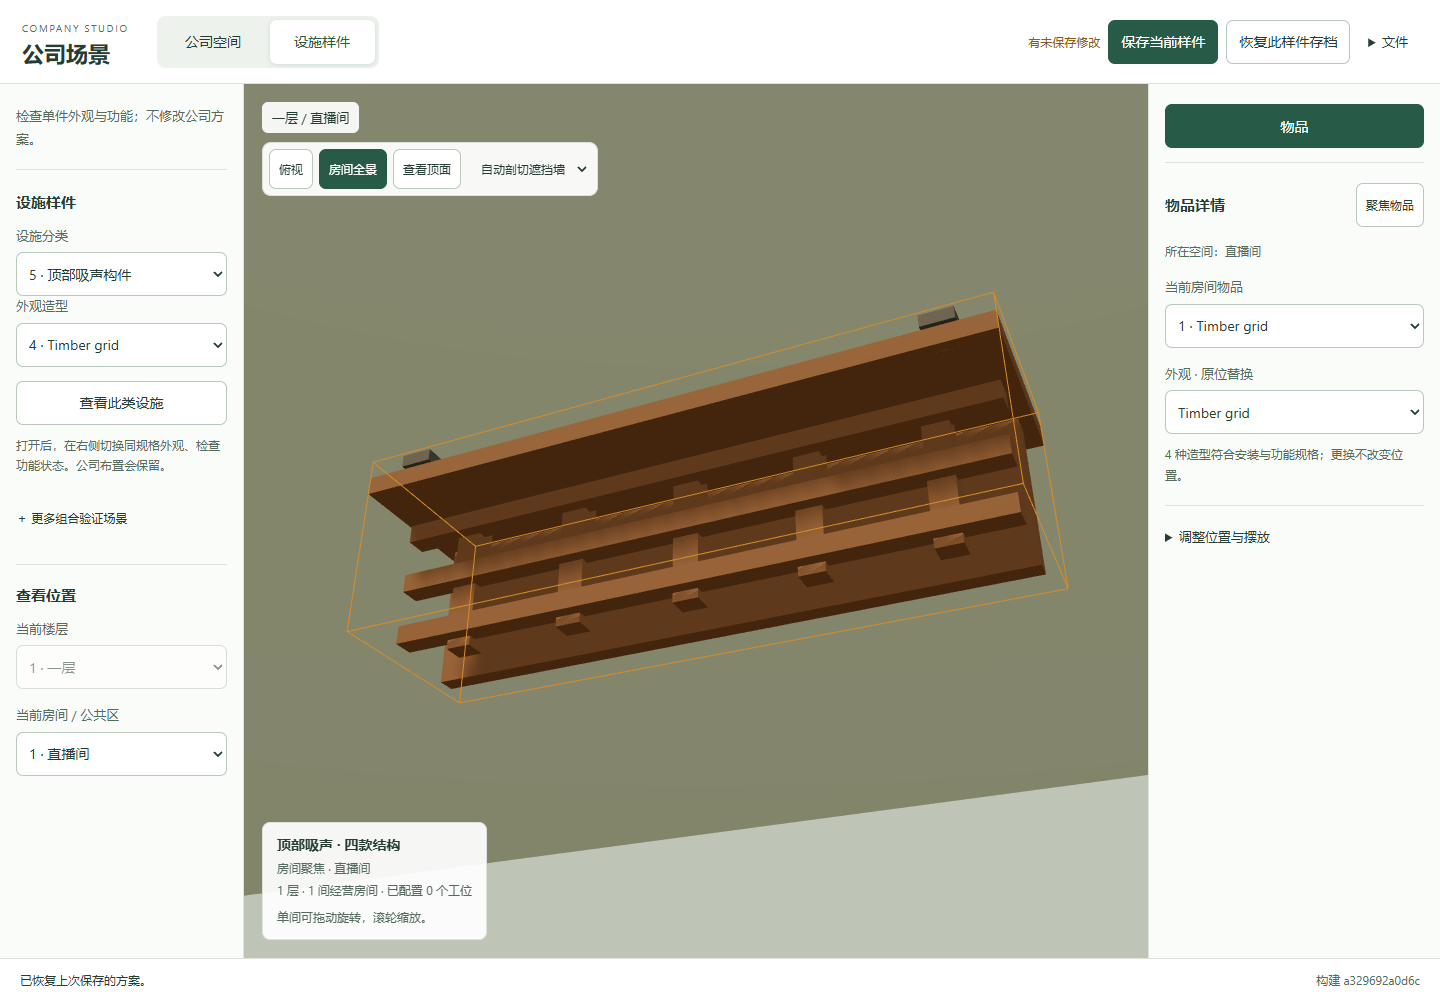 COMPANY STUDIO
公司场景
公司空间
设施样件
有未保存修改
保存当前样件
恢复此样件存档
文件
检查单件外观与功能；不修改公司方
案。
设施样件
设施分类
5 · 顶部吸声构件
外观造型
4 · Timber grid
查看此类设施
打开后，在右侧切换同规格外观、检查
功能状态。公司布置会保留。
+ 更多组合验证场景
查看位置
当前楼层
1 · 一层
当前房间 / 公共区
1 · 直播间
一层 / 直播间
俯视
房间全景
查看顶面
自动剖切遮挡墙
顶部吸声 · 四款结构
房间聚焦 · 直播间
1 层 · 1 间经营房间 · 已配置 0 个工位
单间可拖动旋转，滚轮缩放。
物品
物品详情
聚焦物品
所在空间：直播间
当前房间物品
1 · Timber grid
外观 · 原位替换
Timber grid
4 种造型符合安装与功能规格；更换不改变位
置。
调整位置与摆放
已恢复上次保存的方案。
构建 a329692a0d6c